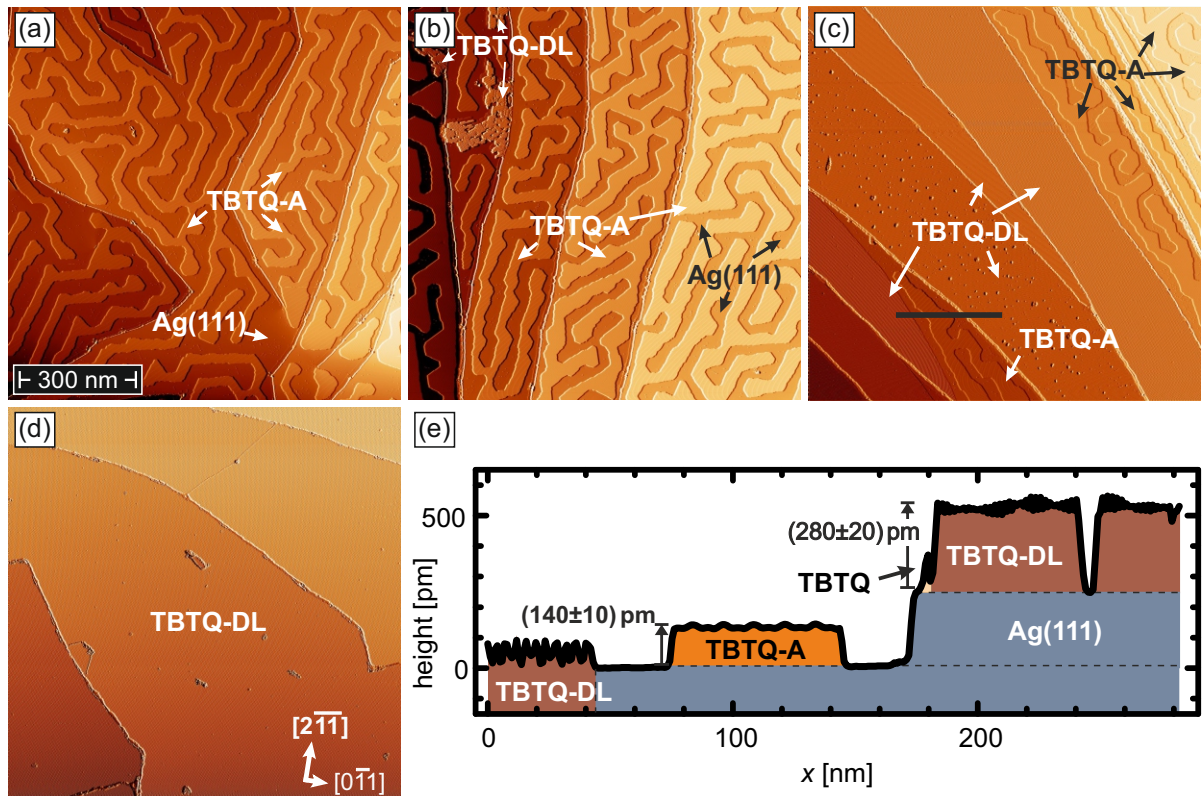 (a)
TBTQ-A
Ag(111)
300 nm
(b)
TBTQ-DL
TBTQ-A
Ag(111)
(c)
TBTQ-A
TBTQ-DL
TBTQ-A
(d)
TBTQ-DL
[2̅1̅1̅]
[01̅1]
(e)
height [pm]
500
0
(280±20) pm
TBTQ-DL
TBTQ
(140±10) pm
TBTQ-A
Ag(111)
TBTQ-DL
0
100
200
x [nm]